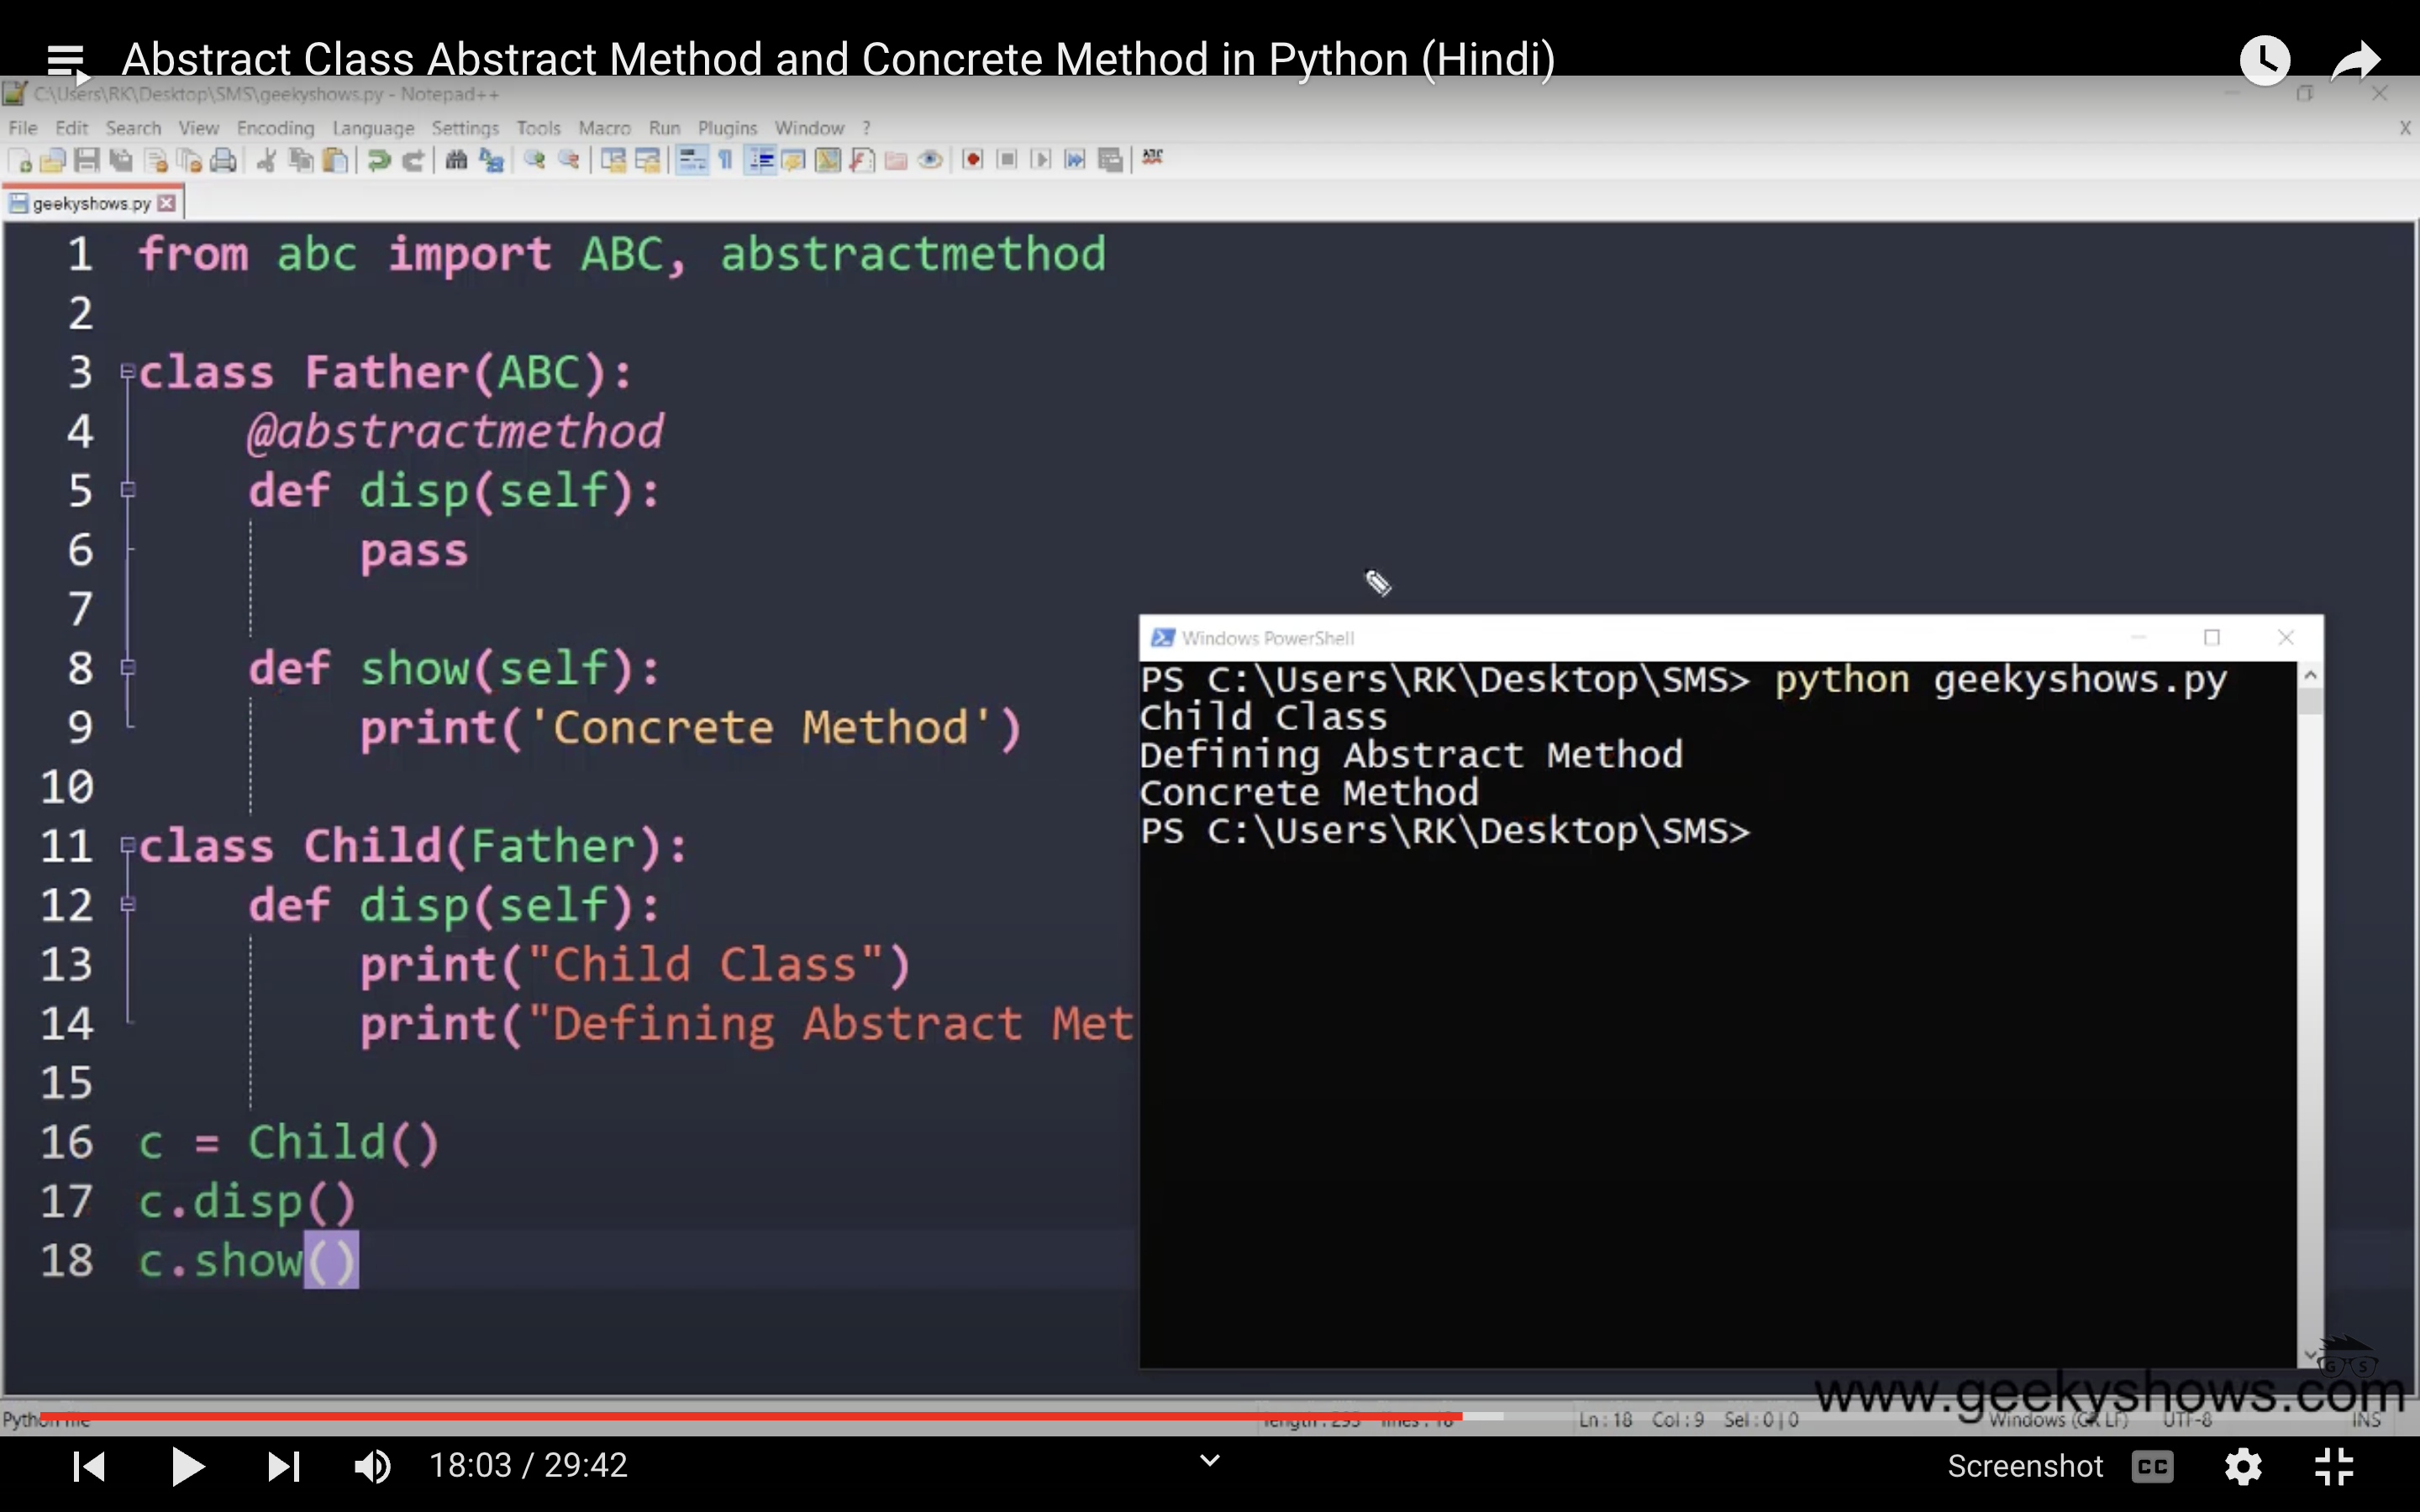 Abstract Class Abstract Method and Concrete Method in Python (Hindi)
C:\Users\RK\Desktop\SMS\geekyshows.py - Notepad++
File Edit Search View Encoding Language Settings Tools Macro Run Plugins Window ?
X
geekyshows.py
1 from abc import ABC, abstractmethod
2
3 class Father(ABC):
4 @abstractmethod
5 def disp(self):
6 pass
7
8 def show(self):
9 print('Concrete Method')
10
11 class Child(Father):
12 def disp(self):
13 print("Child Class")
14 print("Defining Abstract Met
15
16 c = Child()
17 c.disp()
18 c.show()
Windows PowerShell
PS C:\Users\RK\Desktop\SMS> python geekyshows.py
Child Class
Defining Abstract Method
Concrete Method
PS C:\Users\RK\Desktop\SMS>
GS
www.geekyshows.com
Python file length : 295 lines : 18 Ln : 18 Col : 9 Sel : 0 | 0 Windows (CR LF) UTF-8 INS
18:03 / 29:42 Screenshot CC